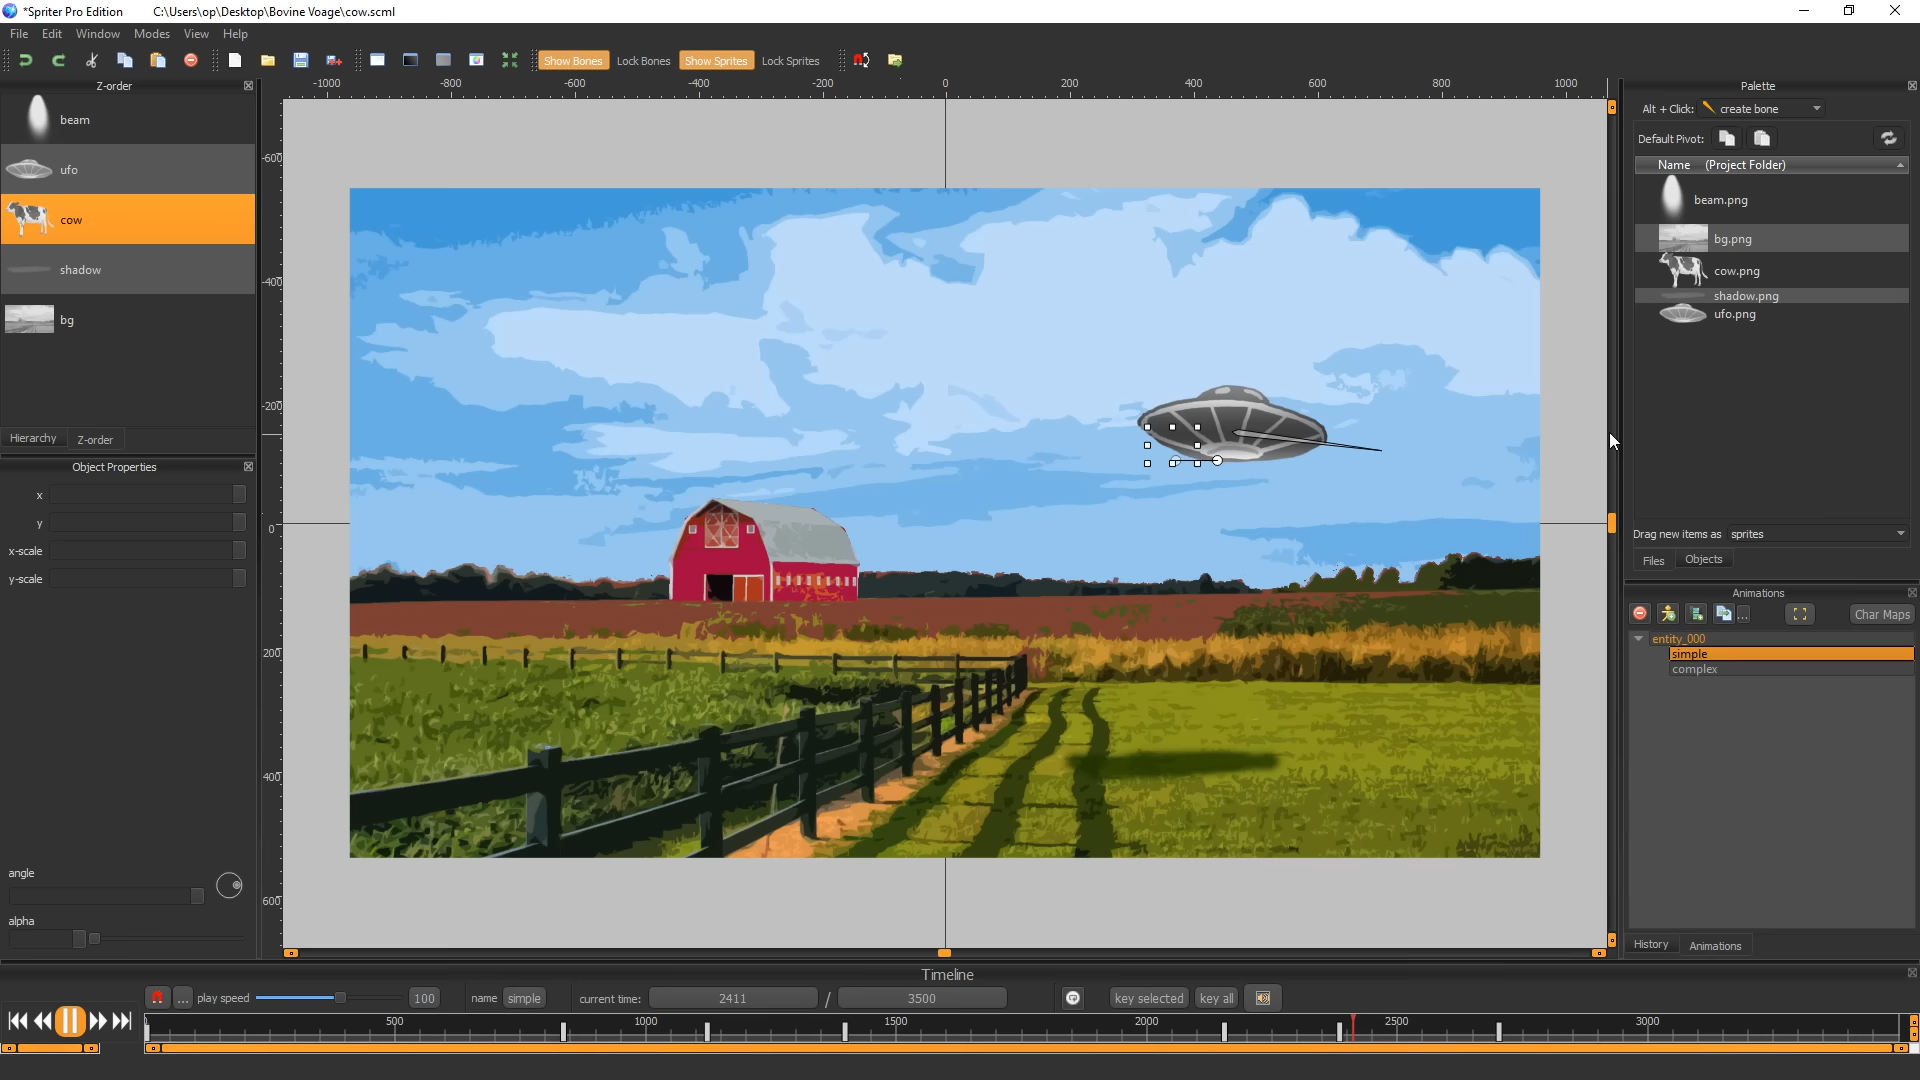 *Spriter Pro Edition C:\Users\op\Desktop\Bovine Voage\cow.scml
File Edit Window Modes View Help
Show Bones Lock Bones Show Sprites Lock Sprites
Z-order
beam
ufo
cow
shadow
bg
Hierarchy Z-order
Object Properties
x
y
x-scale
y-scale
angle
alpha
-1000 -800 -600 -400 -200 0 200 400 600 800 1000
-600
-400
-200
0
200
400
600
Palette
Alt + Click: create bone
Default Pivot:
Name (Project Folder)
beam.png
bg.png
cow.png
shadow.png
ufo.png
Drag new items as sprites
Files Objects
Animations
... Char Maps
entity_000
simple
complex
History Animations
Timeline
... play speed 100 name simple current time: 2411 / 3500 key selected key all
500 1000 1500 2000 2500 3000